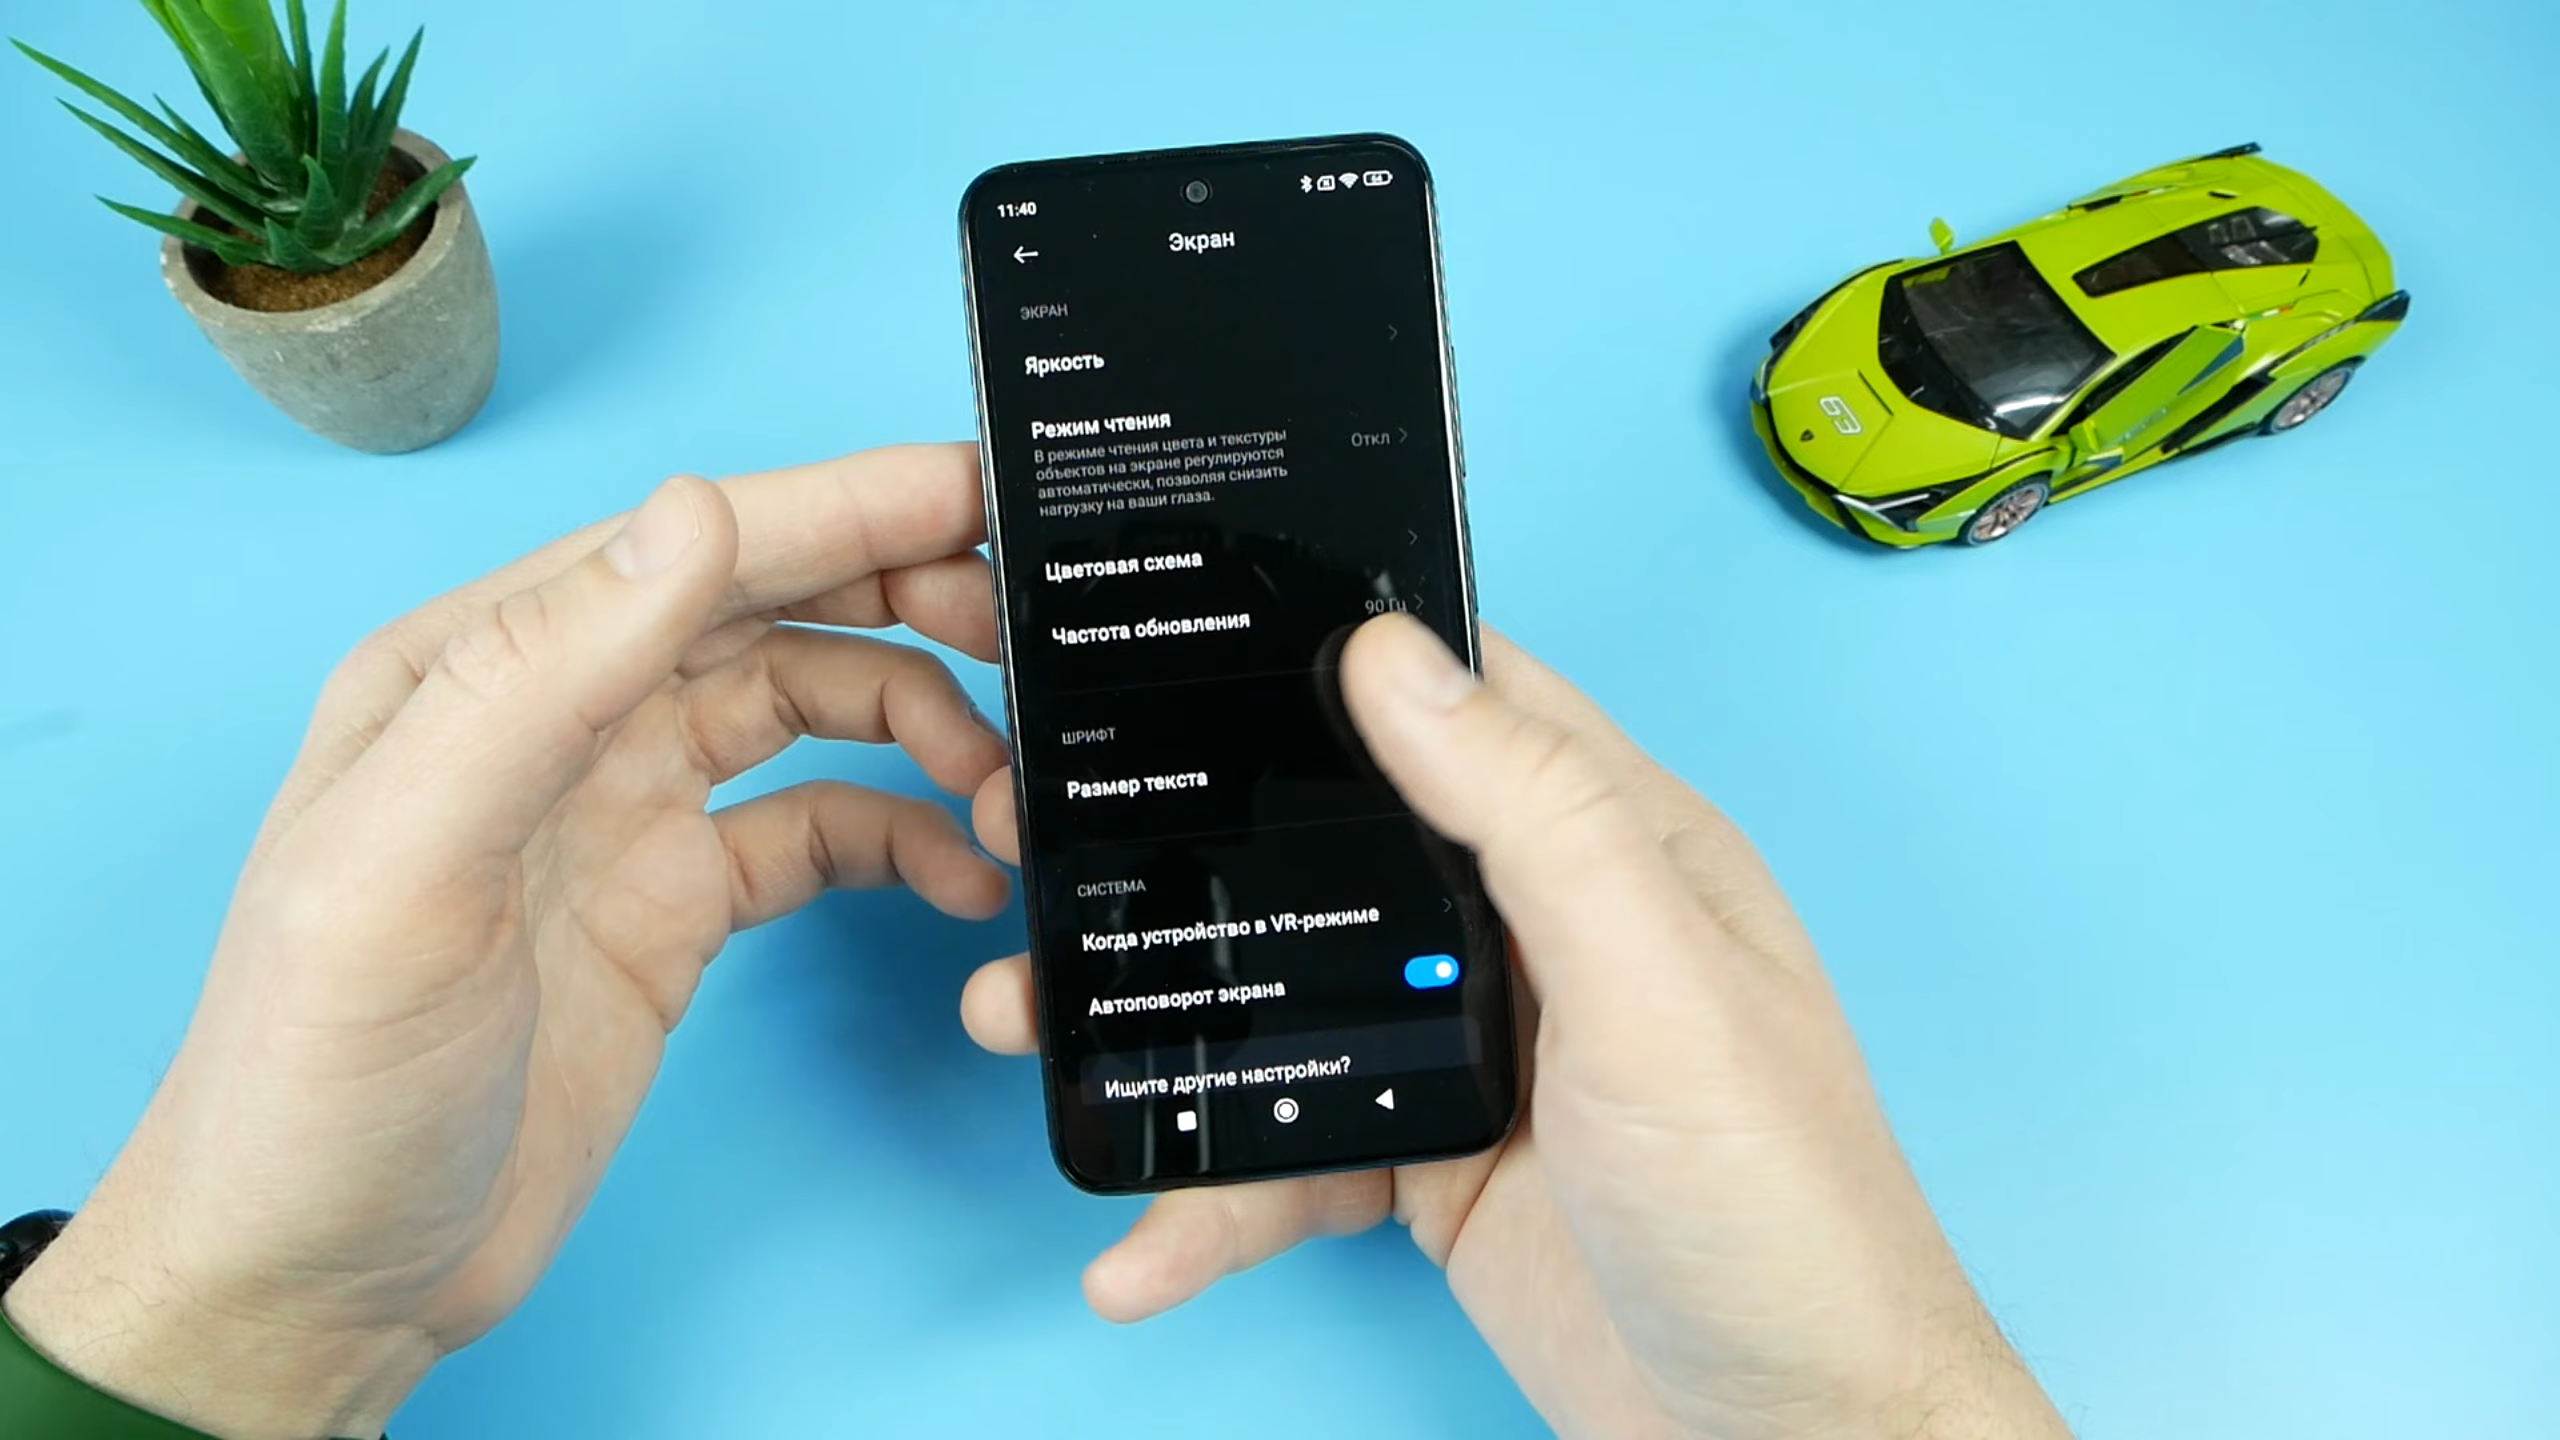 11:40
64
Экран
ЭКРАН
Яркость
Режим чтения
В режиме чтения цвета и текстуры
объектов на экране регулируются
автоматически, позволяя снизить
нагрузку на ваши глаза.
Откл
Цветовая схема
Частота обновления
90 Гц
ШРИФТ
Размер текста
СИСТЕМА
Когда устройство в VR-режиме
Автоповорот экрана
Ищите другие настройки?
63